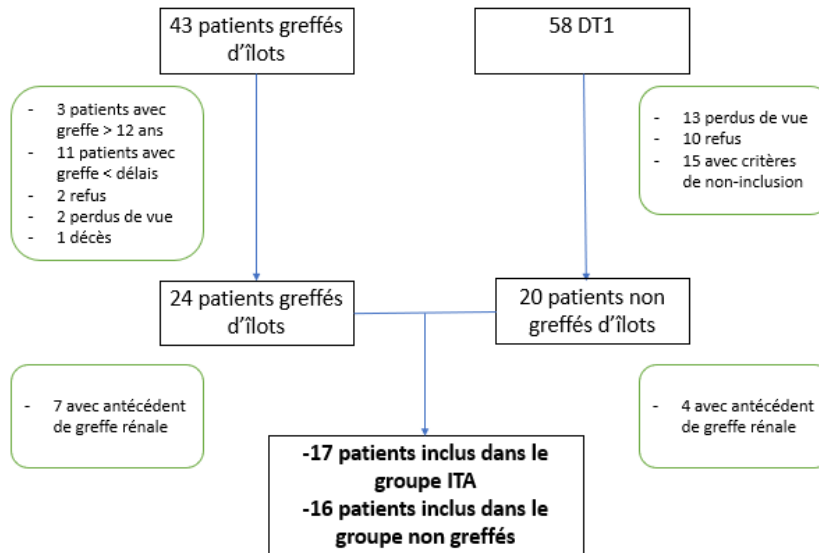 43 patients greffés
d'îlots
58 DT1
- 3 patients avec
greffe > 12 ans
- 11 patients avec
greffe < délais
- 2 refus
- 2 perdus de vue
- 1 décès
- 13 perdus de vue
- 10 refus
- 15 avec critères
de non-inclusion
24 patients greffés
d'îlots
20 patients non
greffés d'îlots
- 7 avec antécédent
de greffe rénale
- 4 avec antécédent
de greffe rénale
-17 patients inclus dans le
groupe ITA
-16 patients inclus dans le
groupe non greffés